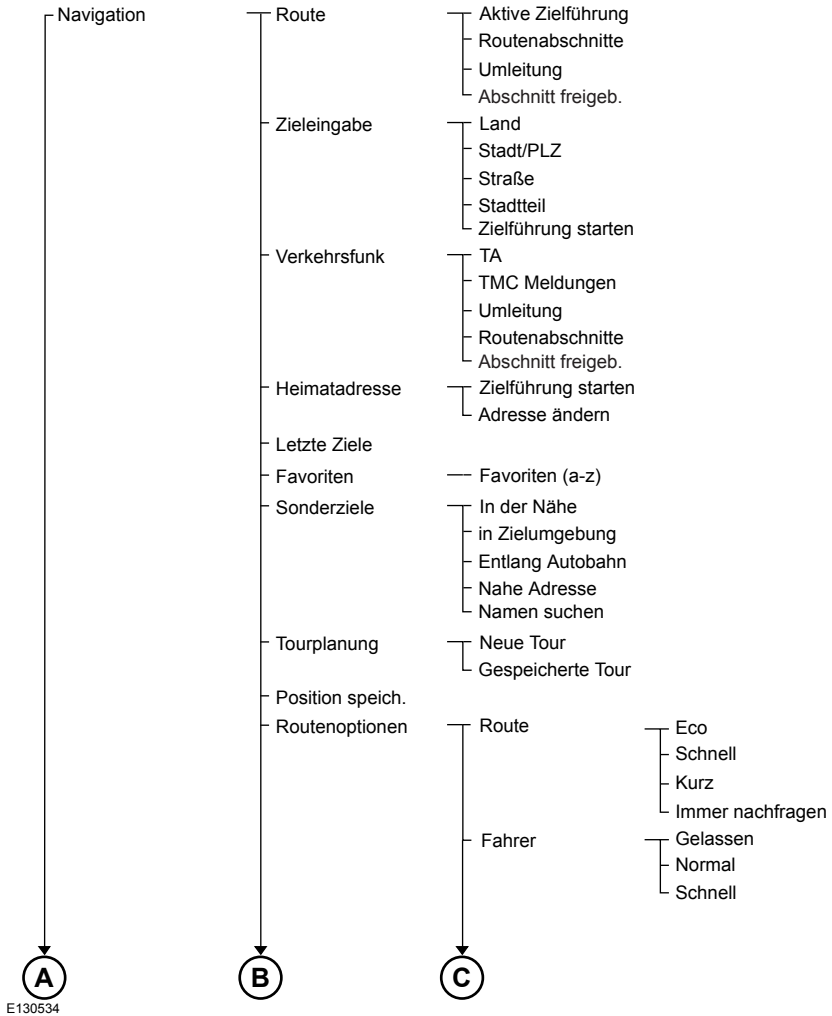 Navigation
Route
Aktive Zielführung
Routenabschnitte
Umleitung
Abschnitt freigeb.
Zieleingabe
Land
Stadt/PLZ
Straße
Stadtteil
Zielführung starten
Verkehrsfunk
TA
TMC Meldungen
Umleitung
Routenabschnitte
Abschnitt freigeb.
Heimatadresse
Zielführung starten
Adresse ändern
Letzte Ziele
Favoriten
Favoriten (a-z)
Sonderziele
In der Nähe
in Zielumgebung
Entlang Autobahn
Nahe Adresse
Namen suchen
Tourplanung
Neue Tour
Gespeicherte Tour
Position speich.
Routenoptionen
Route
Eco
Schnell
Kurz
Immer nachfragen
Fahrer
Gelassen
Normal
Schnell
A
B
C
E130534